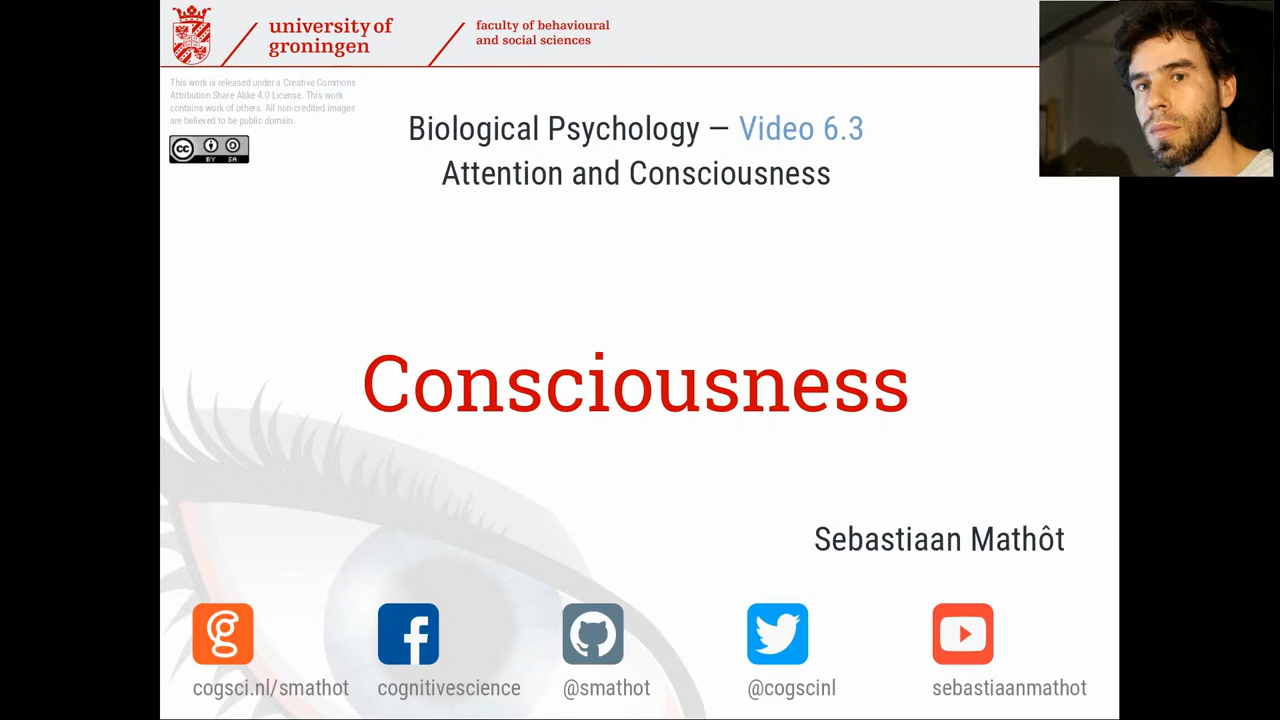 university of
groningen
faculty of behavioural
and social sciences
This work is released under a Creative Commons
Attribution Share Alike 4.0 License. This work
contains work of others. All non-credited images
are believed to be public domain.
cc
BY SA
Biological Psychology — Video 6.3
Attention and Consciousness
Consciousness
Sebastiaan Mathôt
cogsci.nl/smathot
cognitivescience
@smathot
@cogscinl
sebastiaanmathot